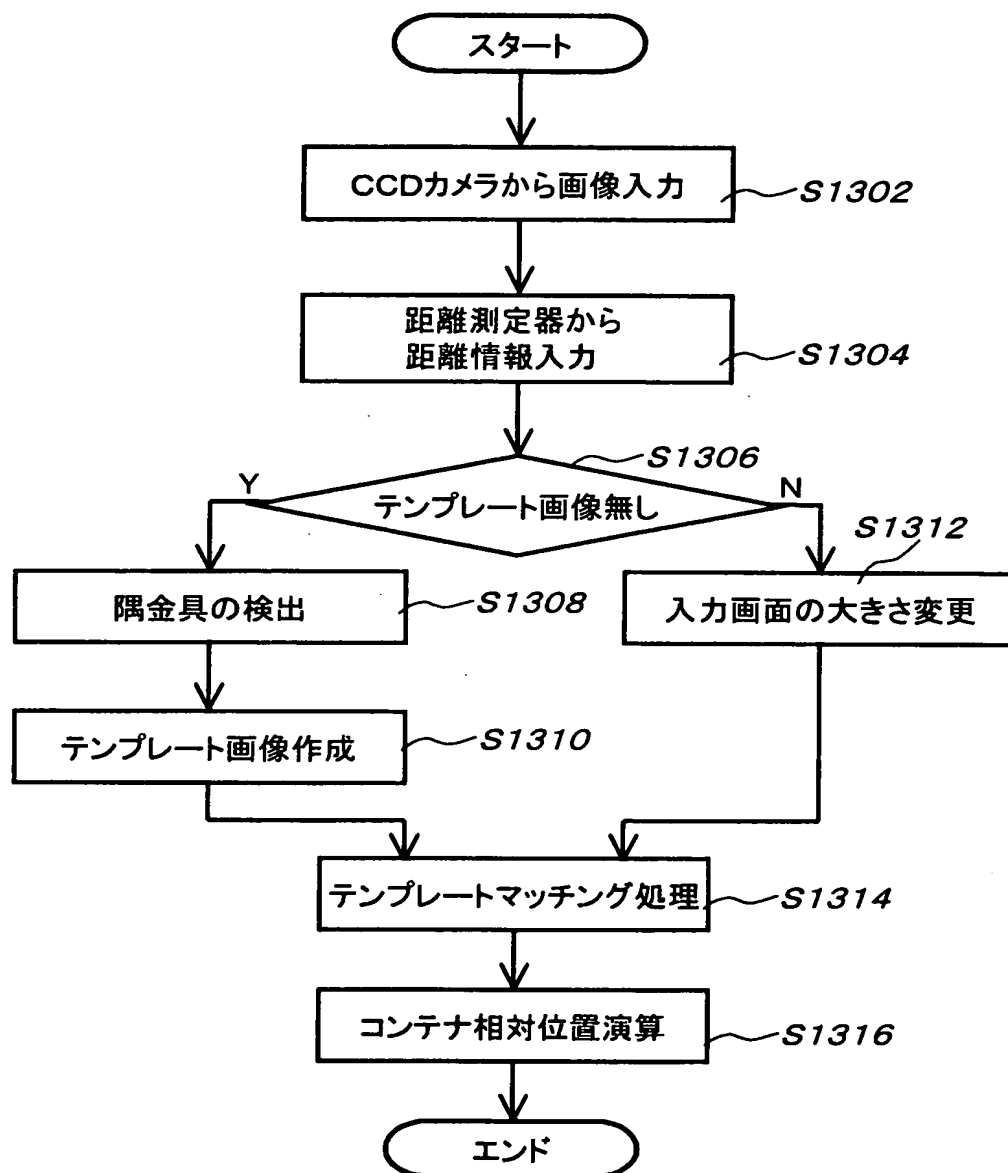 スタート
CCDカメラから画像入力
S1302
距離測定器から
距離情報入力
S1304
S1306
Y
テンプレート画像無し
N
S1312
隅金具の検出
S1308
入力画面の大きさ変更
テンプレート画像作成
S1310
テンプレートマッチング処理
S1314
コンテナ相対位置演算
S1316
エンド